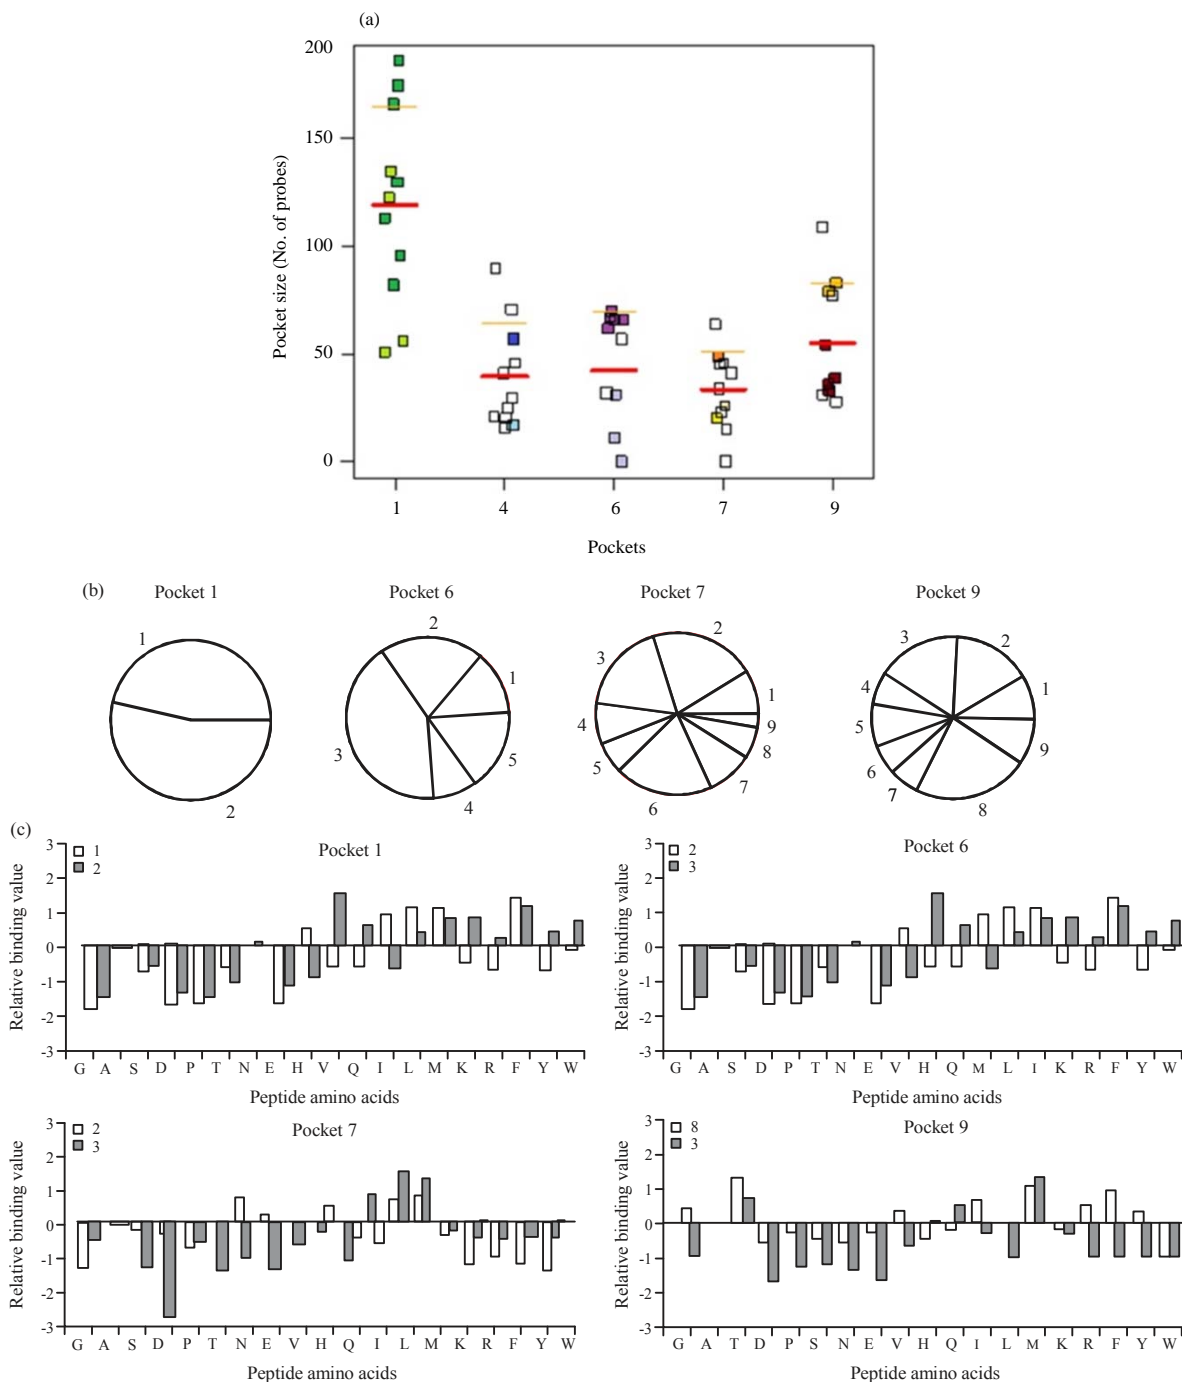 (a)
200
150
100
50
0
Pocket size (No. of probes)
1 4 6 7 9
Pockets
(b)
Pocket 1 Pocket 6 Pocket 7 Pocket 9
1
2
2
1
3
5
4
2
3
1
4
9
8
5
7
6
3
2
4
1
5
9
6
7
8
(c)
Pocket 1
1
2
3
2
1
0
-1
-2
-3
Relative binding value
G A S D P T N E H V Q I L M K R F Y W
Peptide amino acids
Pocket 6
2
3
3
2
1
0
-1
-2
-3
Relative binding value
G A S D P T N E V H Q M L I K R F Y W
Peptide amino acids
Pocket 7
2
3
3
2
1
0
-1
-2
-3
Relative binding value
G A S D P T N E V H Q I L M K R F Y W
Peptide amino acids
Pocket 9
8
3
3
2
1
0
-1
-2
-3
Relative binding value
G A T D P S N E V H Q I L M K R F Y W
Peptide amino acids